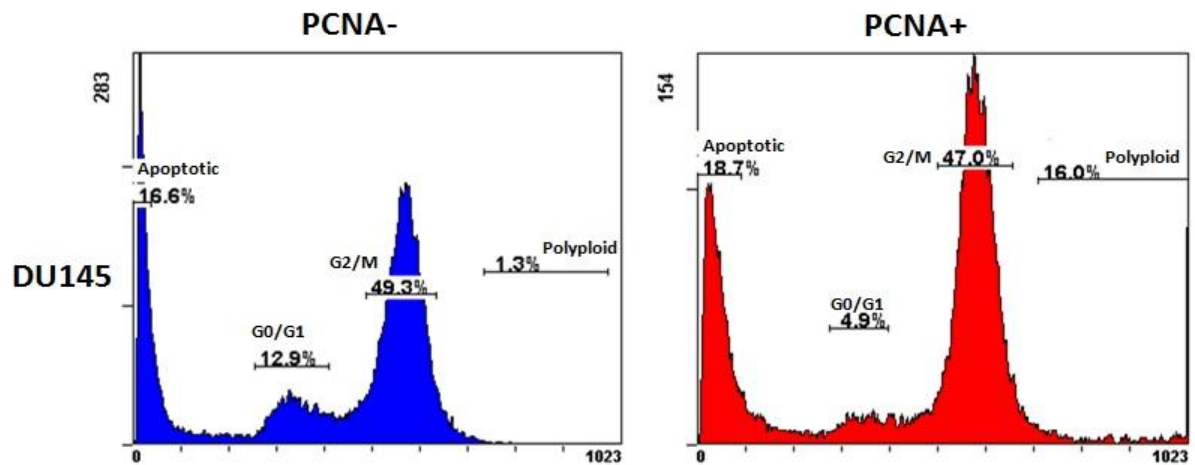 PCNA-
PCNA+
DU145
283
Apoptotic
16.6%
G0/G1
12.9%
G2/M
49.3%
Polyploid
1.3%
0
1023
154
Apoptotic
18.7%
G0/G1
4.9%
G2/M
47.0%
Polyploid
16.0%
0
1023